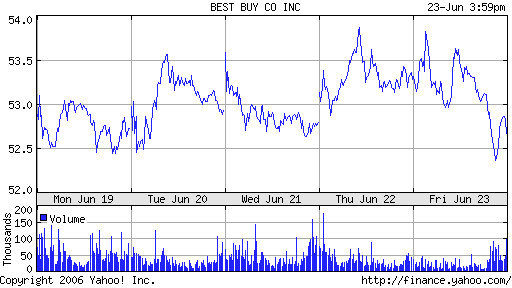 BEST BUY CO INC 23-Jun 3:59pm
54.0
53.5
53.0
52.5
52.0
Mon Jun 19 Tue Jun 20 Wed Jun 21 Thu Jun 22 Fri Jun 23
Thousands
200
150
100
50
0
Volume
Copyright 2006 Yahoo! Inc. http://finance.yahoo.com/